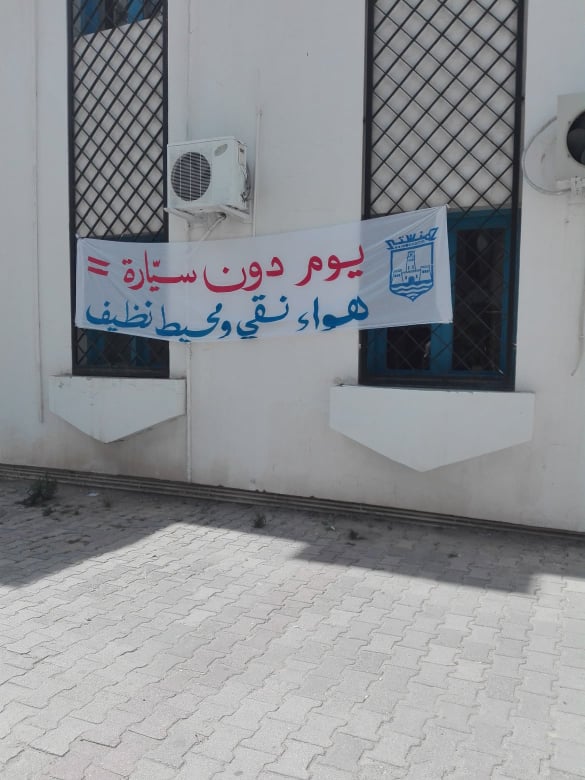 يوم دون سيّارة =
هواء نقي ومحيط نظيف